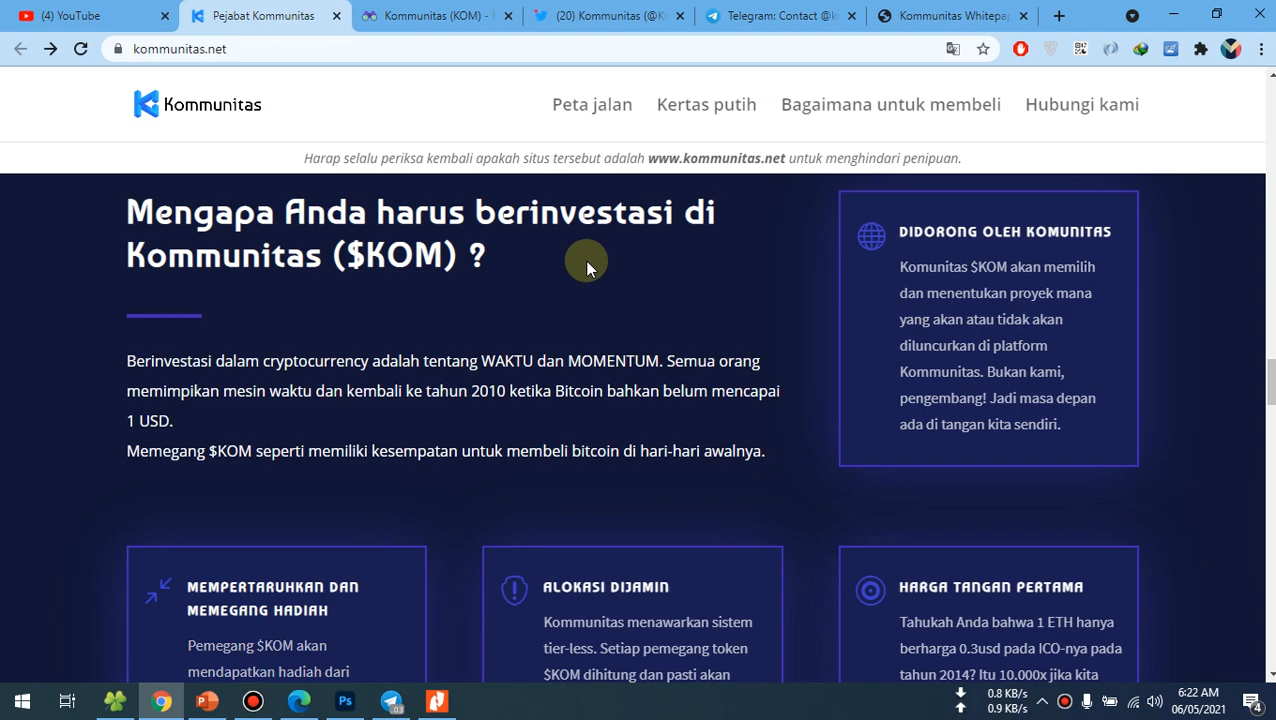 (4) YouTube
Pejabat Kommunitas
Kommunitas (KOM) - M
(20) Kommunitas (@Ko
Telegram: Contact @k
Kommunitas Whitepap
kommunitas.net
Kommunitas
Peta jalan
Kertas putih
Bagaimana untuk membeli
Hubungi kami
Harap selalu periksa kembali apakah situs tersebut adalah www.kommunitas.net untuk menghindari penipuan.
Mengapa Anda harus berinvestasi di
Kommunitas ($KOM) ?
Berinvestasi dalam cryptocurrency adalah tentang WAKTU dan MOMENTUM. Semua orang
memimpikan mesin waktu dan kembali ke tahun 2010 ketika Bitcoin bahkan belum mencapai
1 USD.
Memegang $KOM seperti memiliki kesempatan untuk membeli bitcoin di hari-hari awalnya.
DIDORONG OLEH KOMUNITAS
Komunitas $KOM akan memilih
dan menentukan proyek mana
yang akan atau tidak akan
diluncurkan di platform
Kommunitas. Bukan kami,
pengembang! Jadi masa depan
ada di tangan kita sendiri.
MEMPERTARUHKAN DAN
MEMEGANG HADIAH
Pemegang $KOM akan
mendapatkan hadiah dari
ALOKASI DIJAMIN
Kommunitas menawarkan sistem
tier-less. Setiap pemegang token
$KOM dihitung dan pasti akan
HARGA TANGAN PERTAMA
Tahukah Anda bahwa 1 ETH hanya
berharga 0.3usd pada ICO-nya pada
tahun 2014? Itu 10.000x jika kita
03
0.8 KB/s
0.9 KB/s
6:22 AM
06/05/2021
4